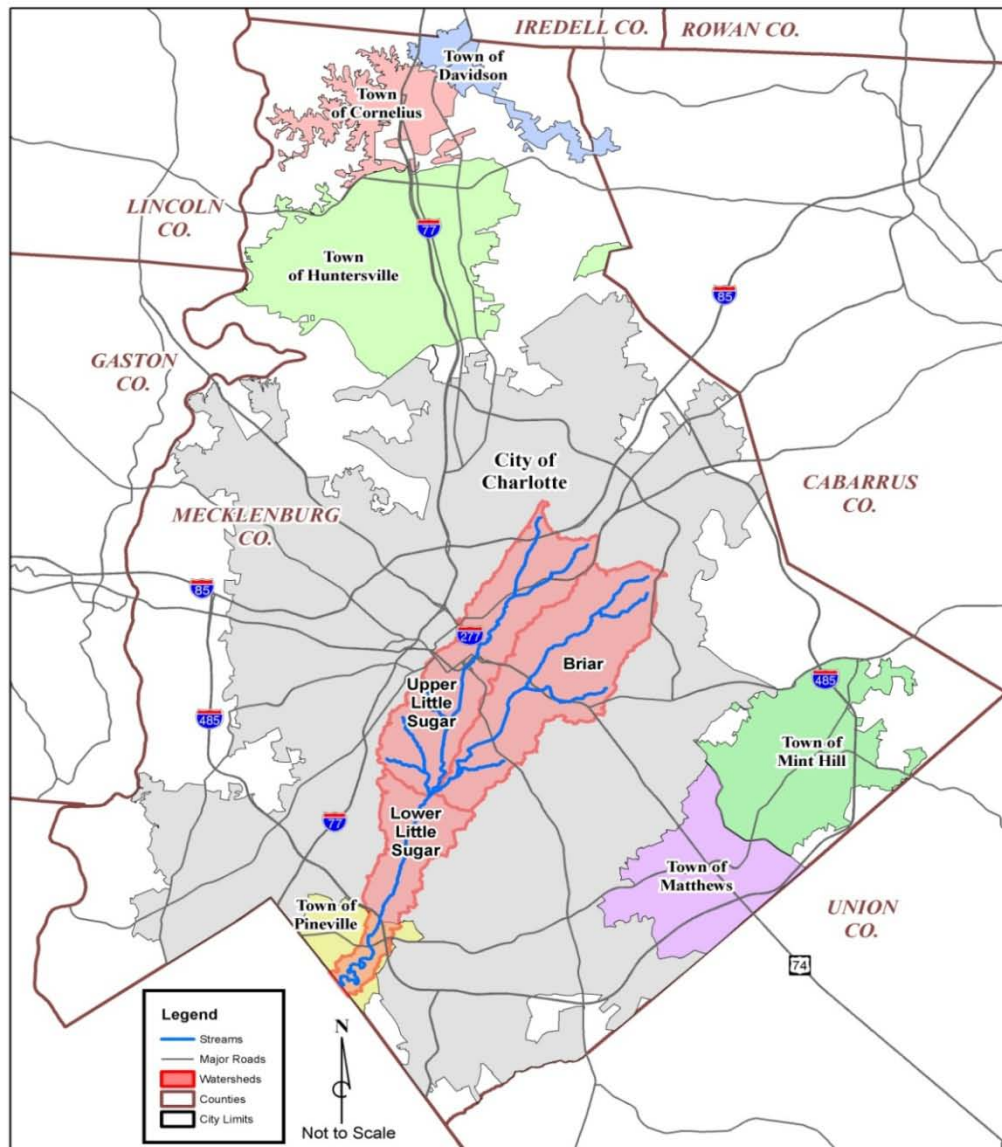 IREDELL CO.
ROWAN CO.
Town of
Davidson
Town
of Cornelius
LINCOLN
CO.
77
Town
of Huntersville
85
GASTON
CO.
City of
Charlotte
CABARRUS
CO.
MECKLENBURG
CO.
85
277
Briar
Upper
Little
Sugar
485
485
Town of
Mint Hill
Lower
Little
Sugar
77
Town of
Matthews
Town of
Pineville
UNION
CO.
74
Legend
Streams
Major Roads
Watersheds
Counties
City Limits
N
Not to Scale